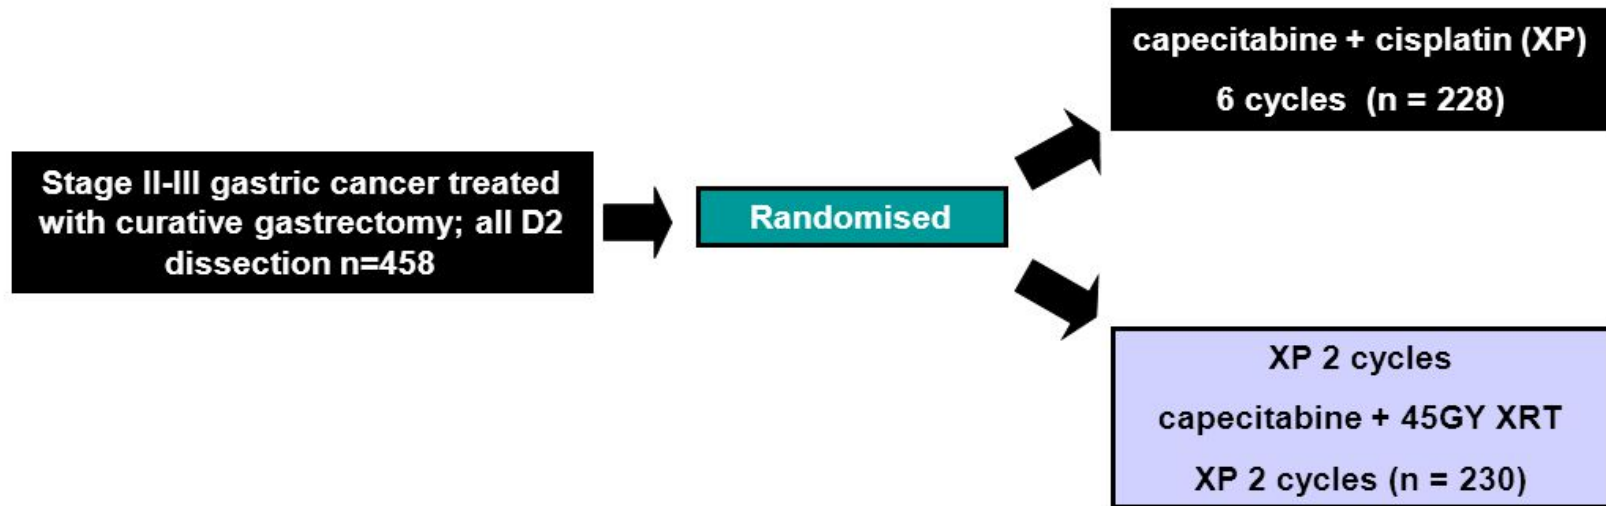 Stage II-III gastric cancer treated
with curative gastrectomy; all D2
dissection n=458
Randomised
capecitabine + cisplatin (XP)
6 cycles (n = 228)
XP 2 cycles
capecitabine + 45GY XRT
XP 2 cycles (n = 230)